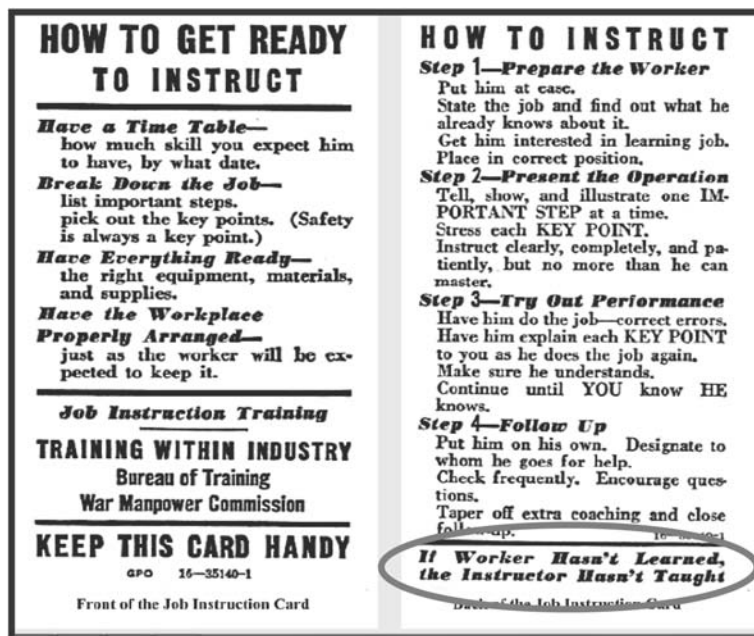 HOW TO GET READY
TO INSTRUCT
Have a Time Table—
how much skill you expect him
to have, by what date.
Break Down the Job—
list important steps.
pick out the key points. (Safety
is always a key point.)
Have Everything Ready—
the right equipment, materials,
and supplies.
Have the Workplace
Properly Arranged—
just as the worker will be ex-
pected to keep it.
Job Instruction Training
TRAINING WITHIN INDUSTRY
Bureau of Training
War Manpower Commission
KEEP THIS CARD HANDY
GPO 16—35140-1
Front of the Job Instruction Card
HOW TO INSTRUCT
Step 1—Prepare the Worker
Put him at ease.
State the job and find out what he
already knows about it.
Get him interested in learning job.
Place in correct position.
Step 2—Present the Operation
Tell, show, and illustrate one IM-
PORTANT STEP at a time.
Stress each KEY POINT.
Instruct clearly, completely, and pa-
tiently, but no more than he can
master.
Step 3—Try Out Performance
Have him do the job—correct errors.
Have him explain each KEY POINT
to you as he does the job again.
Make sure he understands.
Continue until YOU know HE
knows.
Step 4—Follow Up
Put him on his own. Designate to
whom he goes for help.
Check frequently. Encourage ques-
tions.
Taper off extra coaching and close
follow-up. 16—35140-1
If Worker Hasn't Learned,
the Instructor Hasn't Taught
Back of the Job Instruction Card